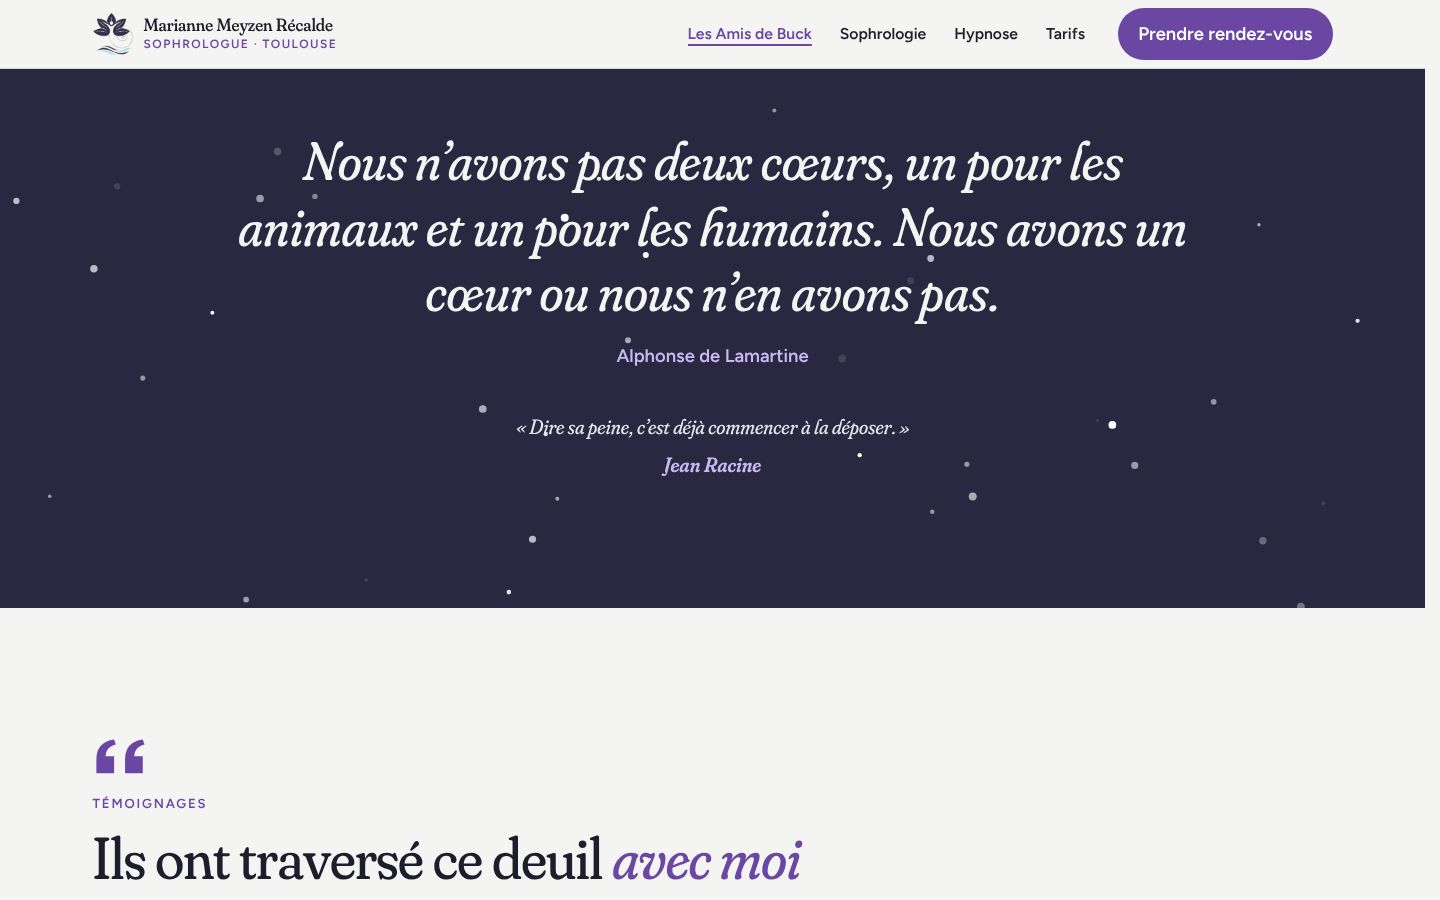 Marianne Meyzen Récalde
SOPHROLOGUE · TOULOUSE
Les Amis de Buck
Sophrologie
Hypnose
Tarifs
Prendre rendez-vous
Nous n’avons pas deux cœurs, un pour les
animaux et un pour les humains. Nous avons un
cœur ou nous n’en avons pas.
Alphonse de Lamartine
« Dire sa peine, c’est déjà commencer à la déposer. »
Jean Racine
TÉMOIGNAGES
Ils ont traversé ce deuil avec moi